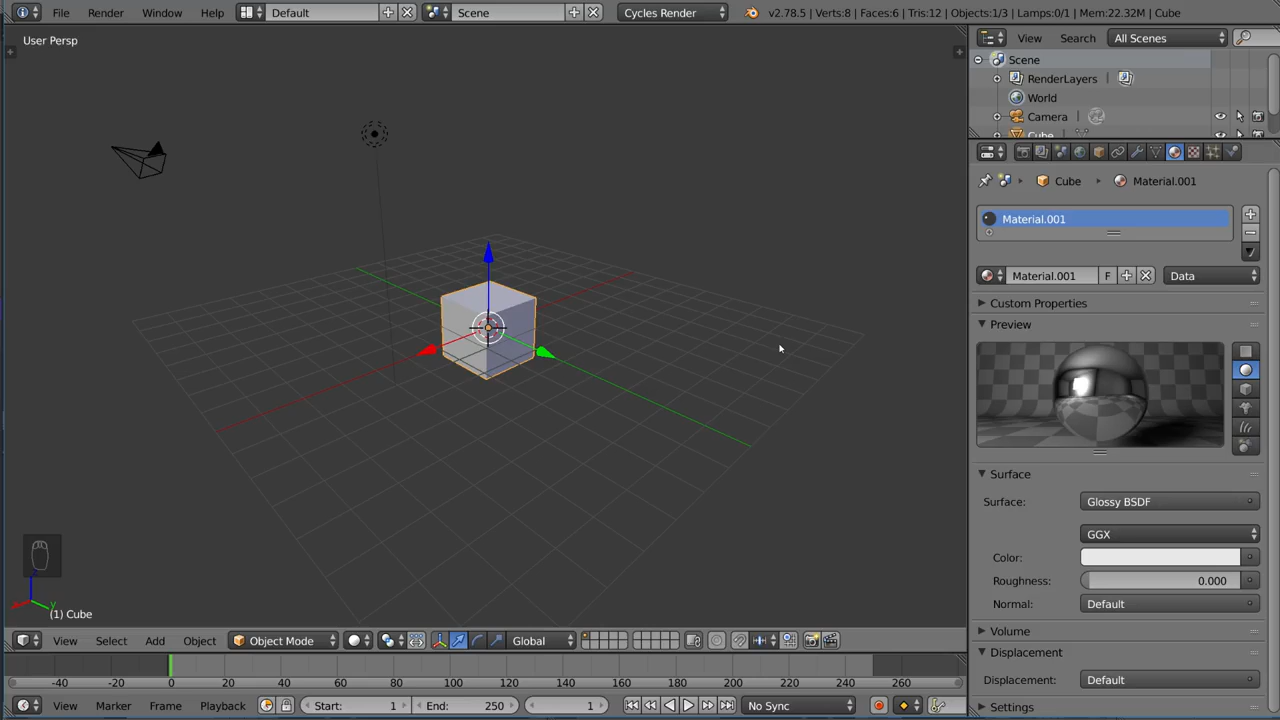 File Render Window Help Default Scene Cycles Render v2.78.5 | Verts:8 | Faces:6 | Tris:12 | Objects:1/3 | Lamps:0/1 | Mem:22.32M | Cube
User Persp
View Search All Scenes
Scene
RenderLayers
World
Camera
Cube
Cube Material.001
Material.001
Material.001 F Data
Custom Properties
Preview
Surface
Surface: Glossy BSDF
GGX
Color:
Roughness: 0.000
Normal: Default
Volume
Displacement
Displacement: Default
Settings
z
y
(1) Cube
View Select Add Object Object Mode Global
-40 -20 0 20 40 60 80 100 120 140 160 180 200 220 240 260
View Marker Frame Playback Start: 1 End: 250 1 No Sync